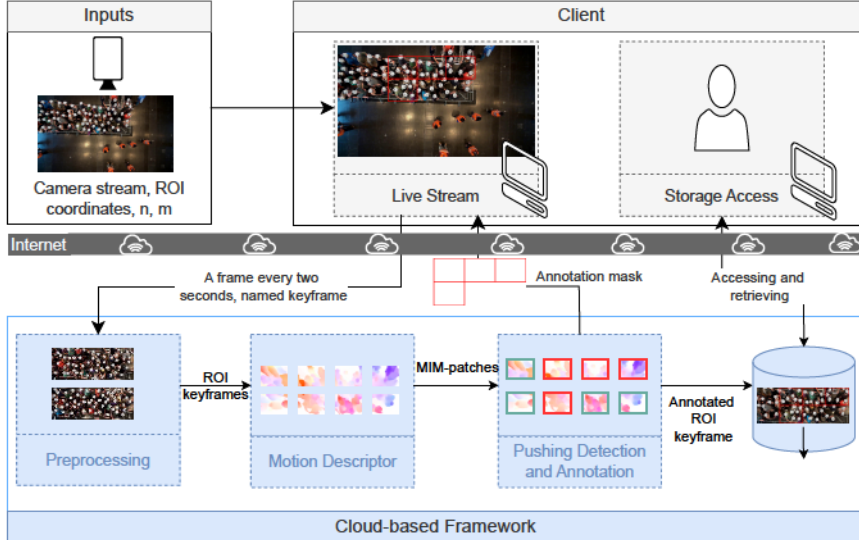 Inputs
Client
Camera stream, ROI
coordinates, n, m
Live Stream
Storage Access
Internet
A frame every two
seconds, named keyframe
Annotation mask
Accessing and
retrieving
ROI
keyframes
MIM-patches
Annotated
ROI
keyframe
Preprocessing
Motion Descriptor
Pushing Detection
and Annotation
Cloud-based Framework